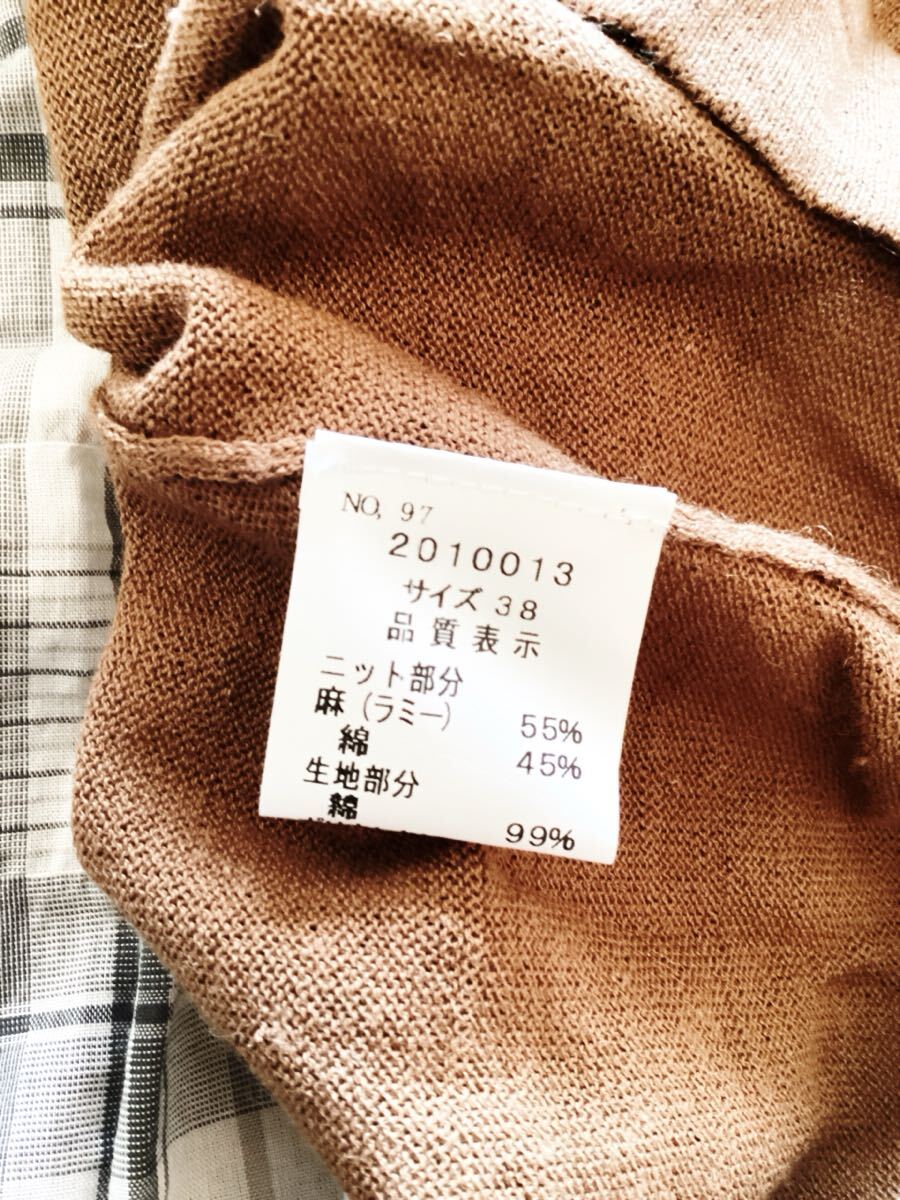 NO, 97
2010013
サイズ 38
品質表示
ニット部分
麻 (ラミー) 55%
綿 45%
生地部分
綿 99%